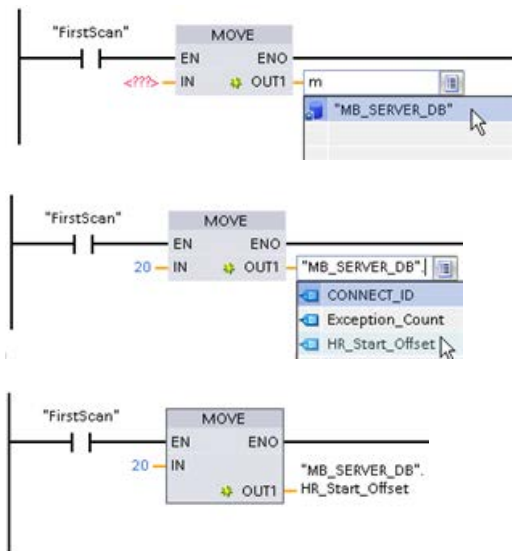 "FirstScan"
MOVE
EN ENO
<???> IN OUT1 m
"MB_SERVER_DB"
"FirstScan"
MOVE
EN ENO
20 IN OUT1 "MB_SERVER_DB".
CONNECT_ID
Exception_Count
HR_Start_Offset
"FirstScan"
MOVE
EN ENO
20 IN
"MB_SERVER_DB".
OUT1 HR_Start_Offset